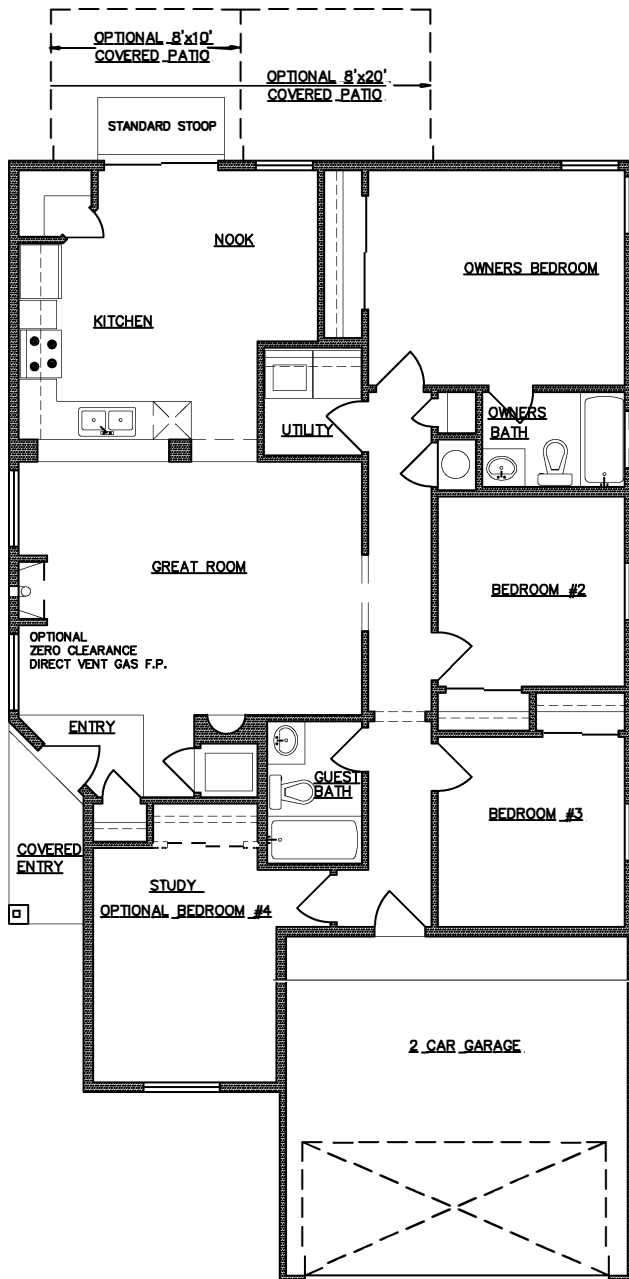 OPTIONAL 8'x10'
COVERED PATIO
OPTIONAL 8'x20'
COVERED PATIO
STANDARD STOOP
NOOK
OWNERS BEDROOM
KITCHEN
UTILITY
OWNERS
BATH
GREAT ROOM
BEDROOM #2
OPTIONAL
ZERO CLEARANCE
DIRECT VENT GAS F.P.
ENTRY
GUEST
BATH
BEDROOM #3
COVERED
ENTRY
STUDY
OPTIONAL BEDROOM #4
2 CAR GARAGE